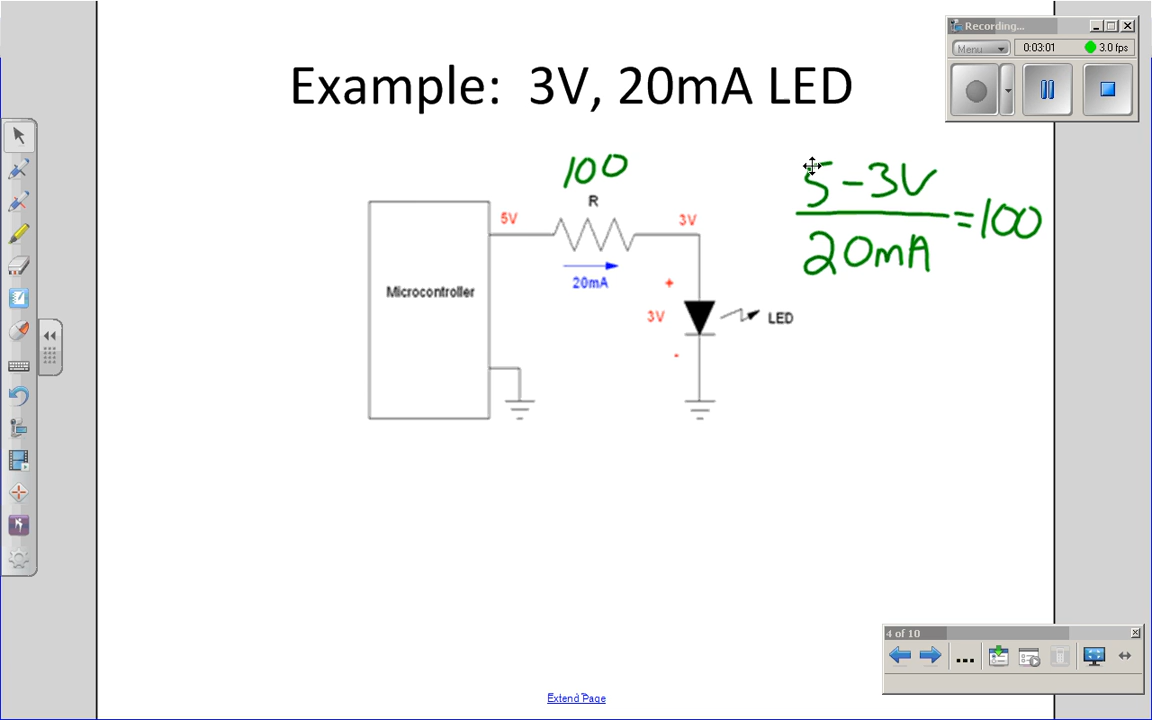 Recording...
Menu
0:03:01
3.0 fps
Example: 3V, 20mA LED
100
R
5V
3V
20mA
Microcontroller
+
3V
-
LED
5-3V
20mA
=100
4 of 10
...
Extend Page